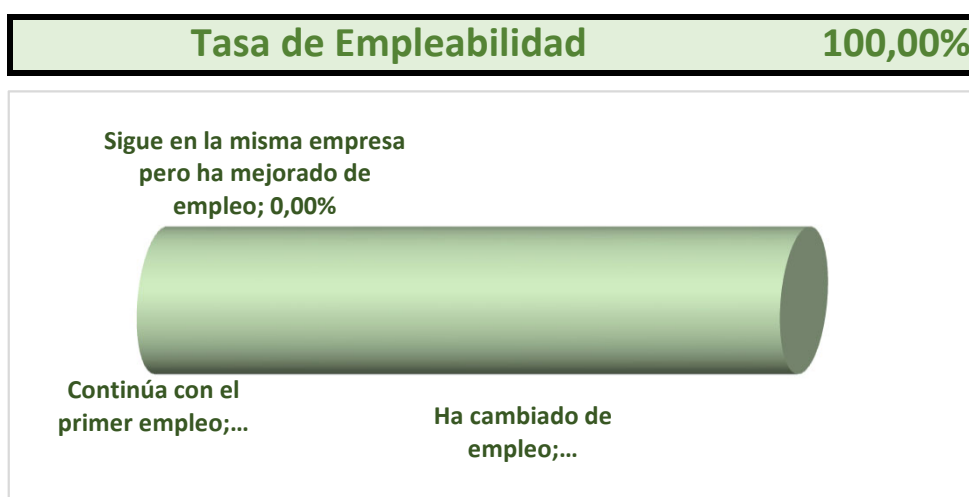 Tasa de Empleabilidad 100,00%
Sigue en la misma empresa
pero ha mejorado de
empleo; 0,00%
Continúa con el
primer empleo;...
Ha cambiado de
empleo;...